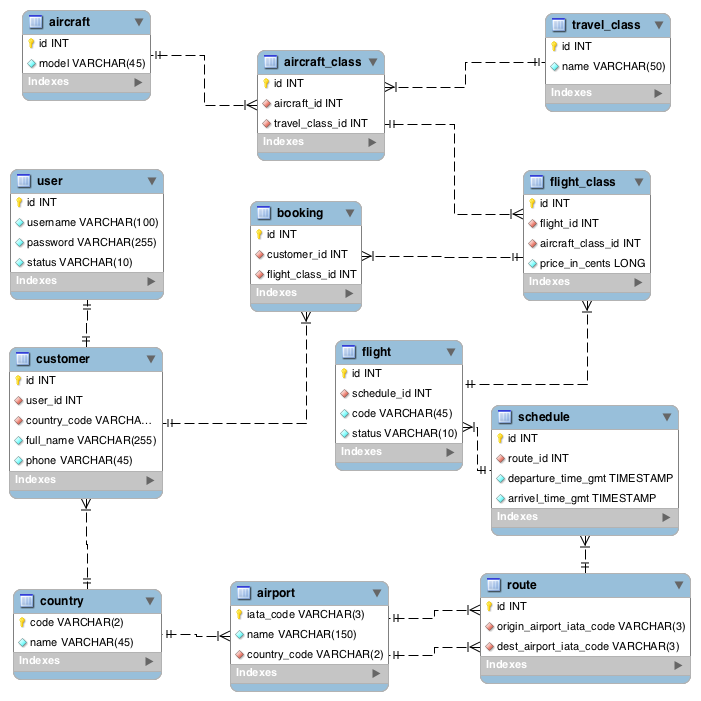 aircraft
id INT
model VARCHAR(45)
Indexes
travel_class
id INT
name VARCHAR(50)
Indexes
aircraft_class
id INT
aircraft_id INT
travel_class_id INT
Indexes
user
id INT
username VARCHAR(100)
password VARCHAR(255)
status VARCHAR(10)
Indexes
booking
id INT
customer_id INT
flight_class_id INT
Indexes
flight_class
id INT
flight_id INT
aircraft_class_id INT
price_in_cents LONG
Indexes
customer
id INT
user_id INT
country_code VARCHA...
full_name VARCHAR(255)
phone VARCHAR(45)
Indexes
flight
id INT
schedule_id INT
code VARCHAR(45)
status VARCHAR(10)
Indexes
schedule
id INT
route_id INT
departure_time_gmt TIMESTAMP
arrivel_time_gmt TIMESTAMP
Indexes
country
code VARCHAR(2)
name VARCHAR(45)
Indexes
airport
iata_code VARCHAR(3)
name VARCHAR(150)
country_code VARCHAR(2)
Indexes
route
id INT
origin_airport_iata_code VARCHAR(3)
dest_airport_iata_code VARCHAR(3)
Indexes